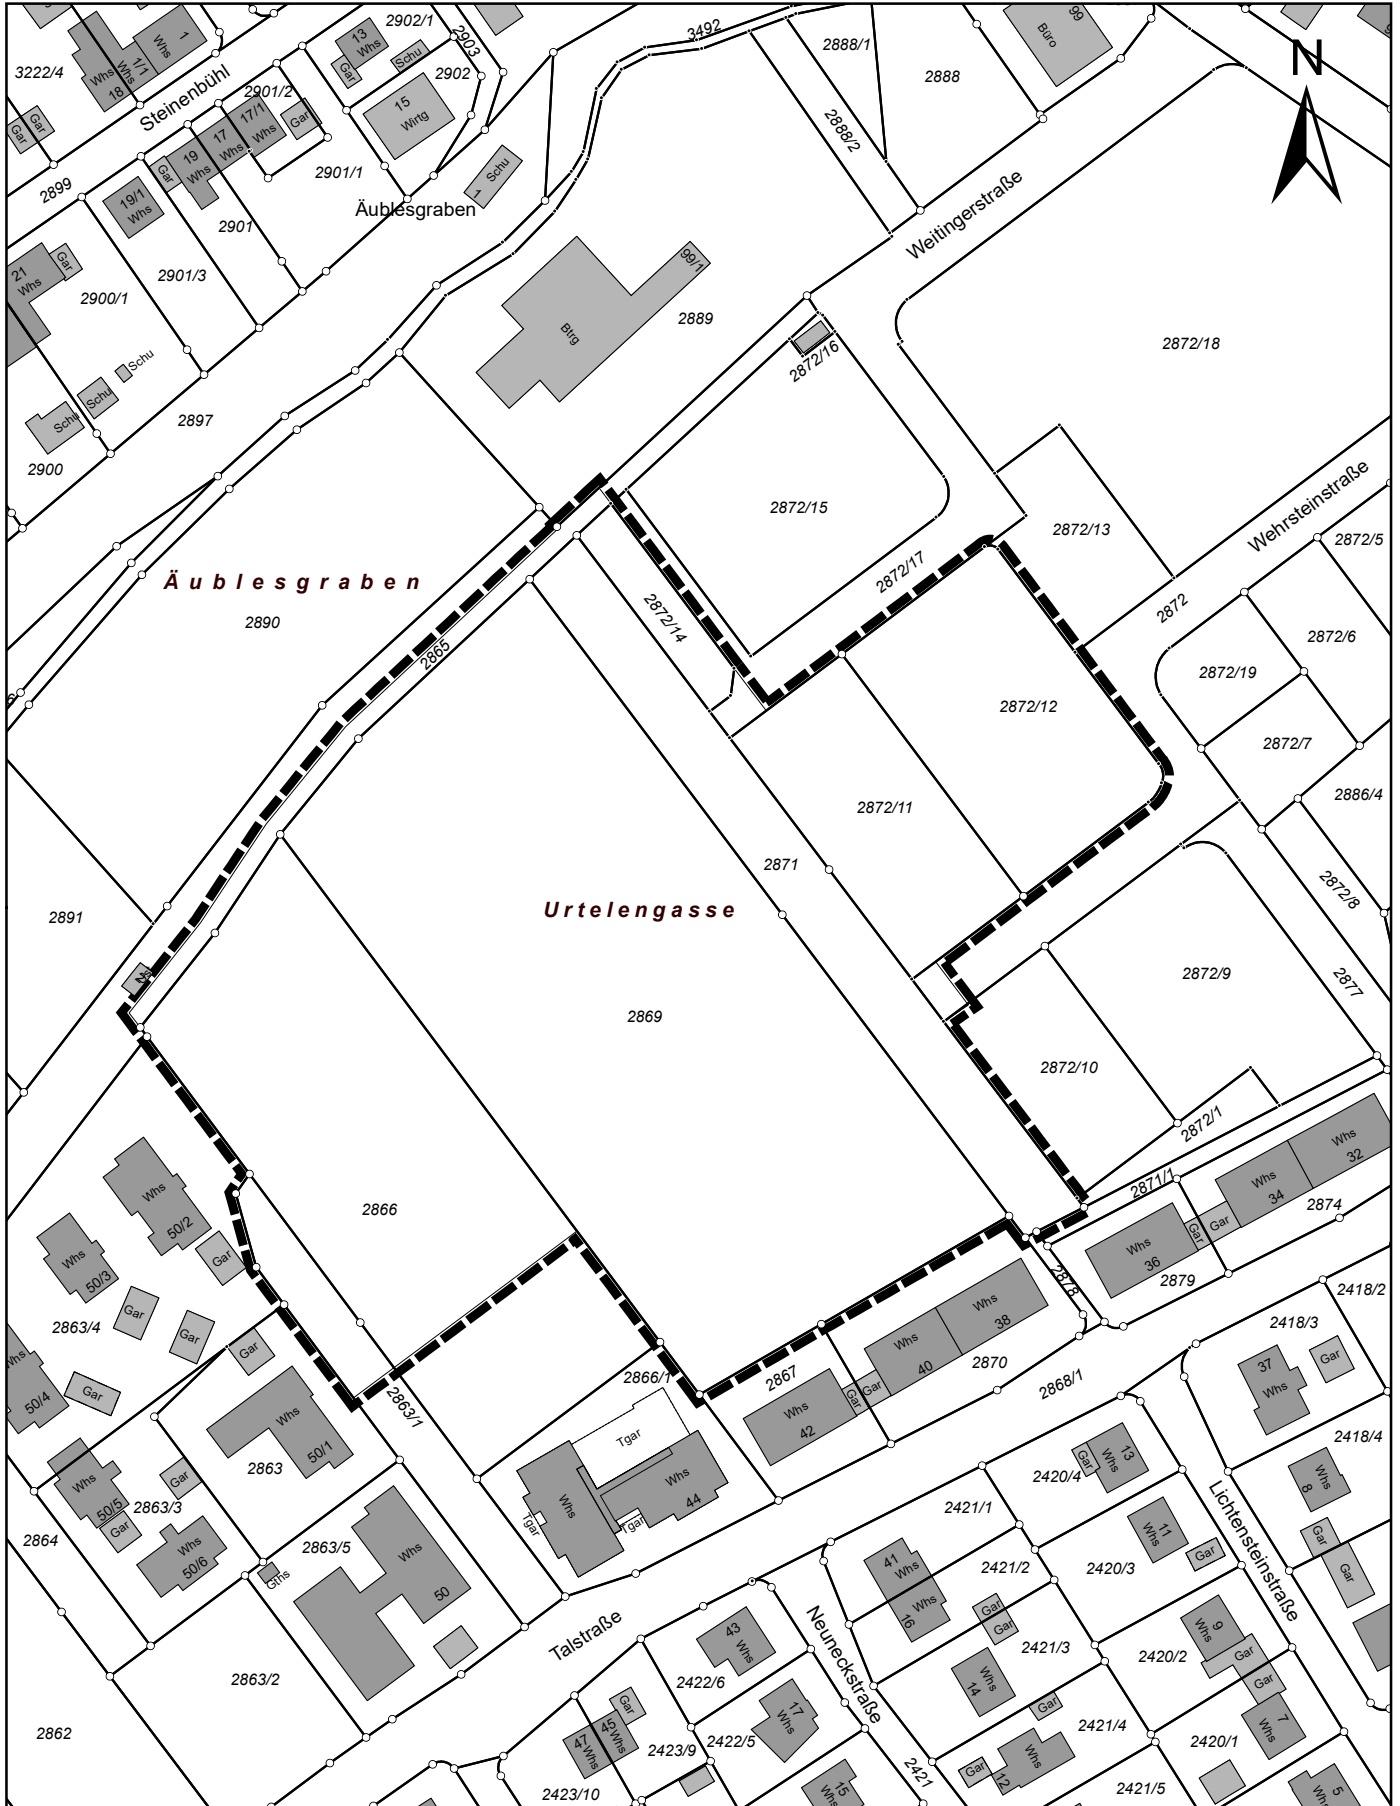 3222/4
Whs
1/1
Whs
18
Whs
1
Steinenbühl
2902/1
13
Whs
Gar
Schu
2903
2902
15
Wirtg
3492
2888/1
2888
2888/2
99
Büro
N
Gar
Gar
2899
2901/2
17/1
Whs
Gar
17
Whs
19
Whs
Gar
19/1
Whs
2901/1
2901
2901/3
Äublesgraben
1
Schu
Weitingerstraße
21
Whs
Gar
2900/1
99/1
Btrg
2889
2872/18
2872/16
Schu
Schu
Schu
2897
2900
2872/15
2872/13
Wehrsteinstraße
2872/5
Äublesgraben
2890
2865
2872/14
2872/17
2872
2872/6
2872/19
2872/12
2872/7
2886/4
2872/11
2871
2872/8
2891
Urtelengasse
2869
2872/9
2877
2872/10
2872/1
Whs
32
Whs
34
2871/1
2874
Gar
Gar
Whs
36
2879
2878
2866
Whs
50/2
Gar
Whs
50/3
Gar
Gar
2863/4
Whs
50/4
Gar
Gar
2418/2
2418/3
Gar
37
Whs
Whs
38
Whs
40
2870
2867
Gar
Gar
Whs
42
2868/1
2866/1
2863/1
Tgar
Whs
44
Whs
Tgar
Tgar
Whs
50/1
2863
Gar
Whs
50/5
2863/3
Gar
2864
Whs
50/6
Gths
2863/5
Whs
50
2418/4
2420/4
Gar
Whs
13
Whs
8
Lichtensteinstraße
2421/1
Whs
11
Gar
Gar
Gar
41
Whs
Whs
16
2421/2
2420/3
Gar
Gar
2421/3
Whs
9
2420/2
Gar
Gar
Whs
7
Talstraße
43
Whs
Neuneckstraße
Whs
14
Gar
2863/2
2422/6
2421/4
2420/1
17
Whs
2422/5
Gar
45
Whs
47
Whs
2423/9
2421
Gar
Whs
12
2862
2423/10
15
Whs
2421/5
Whs
5